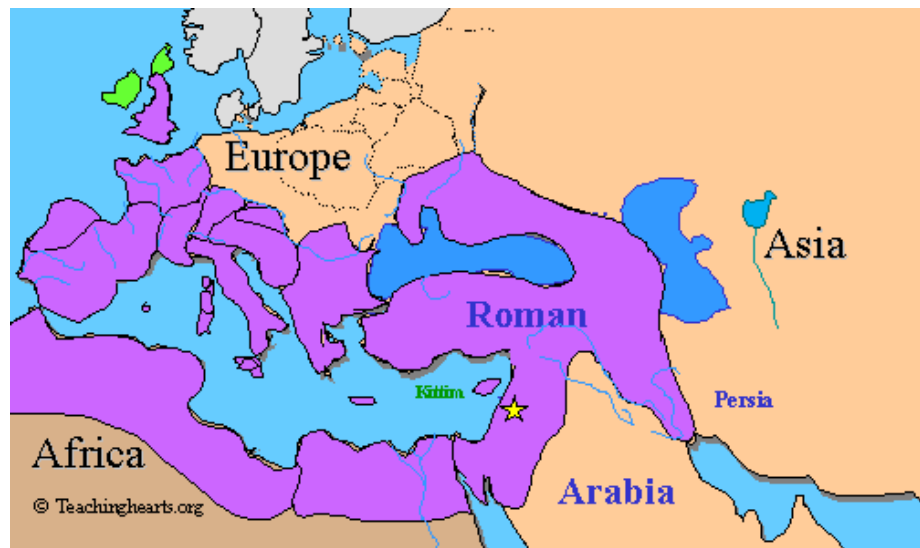 Europe
Asia
Roman
Kittim
Persia
Africa
Arabia
© Teachinghearts.org